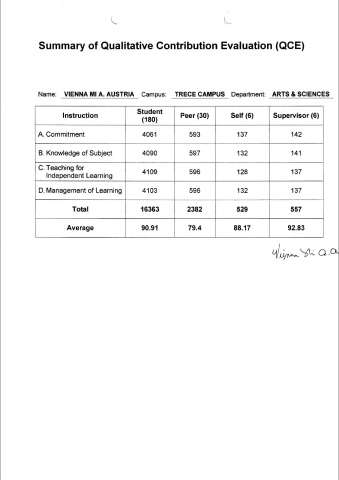 Summary of Qualitative Contribution Evaluation (QCE)
Name: VIENNA MI A. AUSTRIA Campus: TRECE CAMPUS Department: ARTS & SCIENCES
Instruction Student (180) Peer (30) Self (6) Supervisor (6)
A. Commitment 4061 593 137 142
B. Knowledge of Subject 4090 597 132 141
C. Teaching for Independent Learning 4109 596 128 137
D. Management of Learning 4103 596 132 137
Total 16363 2382 529 557
Average 90.91 79.4 88.17 92.83